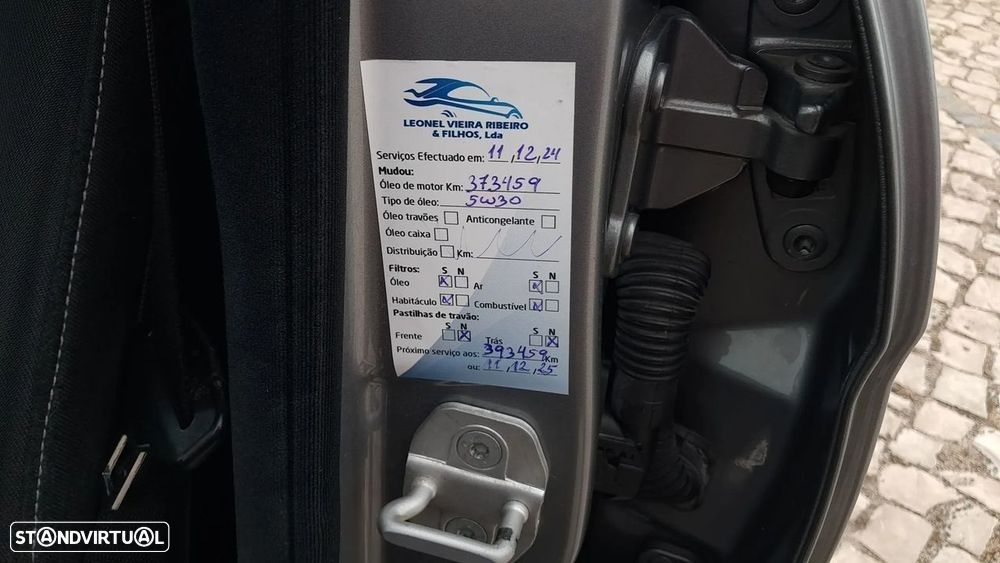 LEONEL VIEIRA RIBEIRO
& FILHOS, Lda
Serviços Efectuado em: 11,12,24
Mudou:
Óleo de motor Km: 373459
Tipo de óleo: 5W30
Óleo travões Anticongelante
Óleo caixa
Distribuição Km:
Filtros: S N S N
Óleo Ar
Habitáculo Combustível
Pastilhas de travão:
S N S N
Frente Trás
Próximo serviço aos: 393459 Km
ou: 11,12,25
STANDVIRTUAL